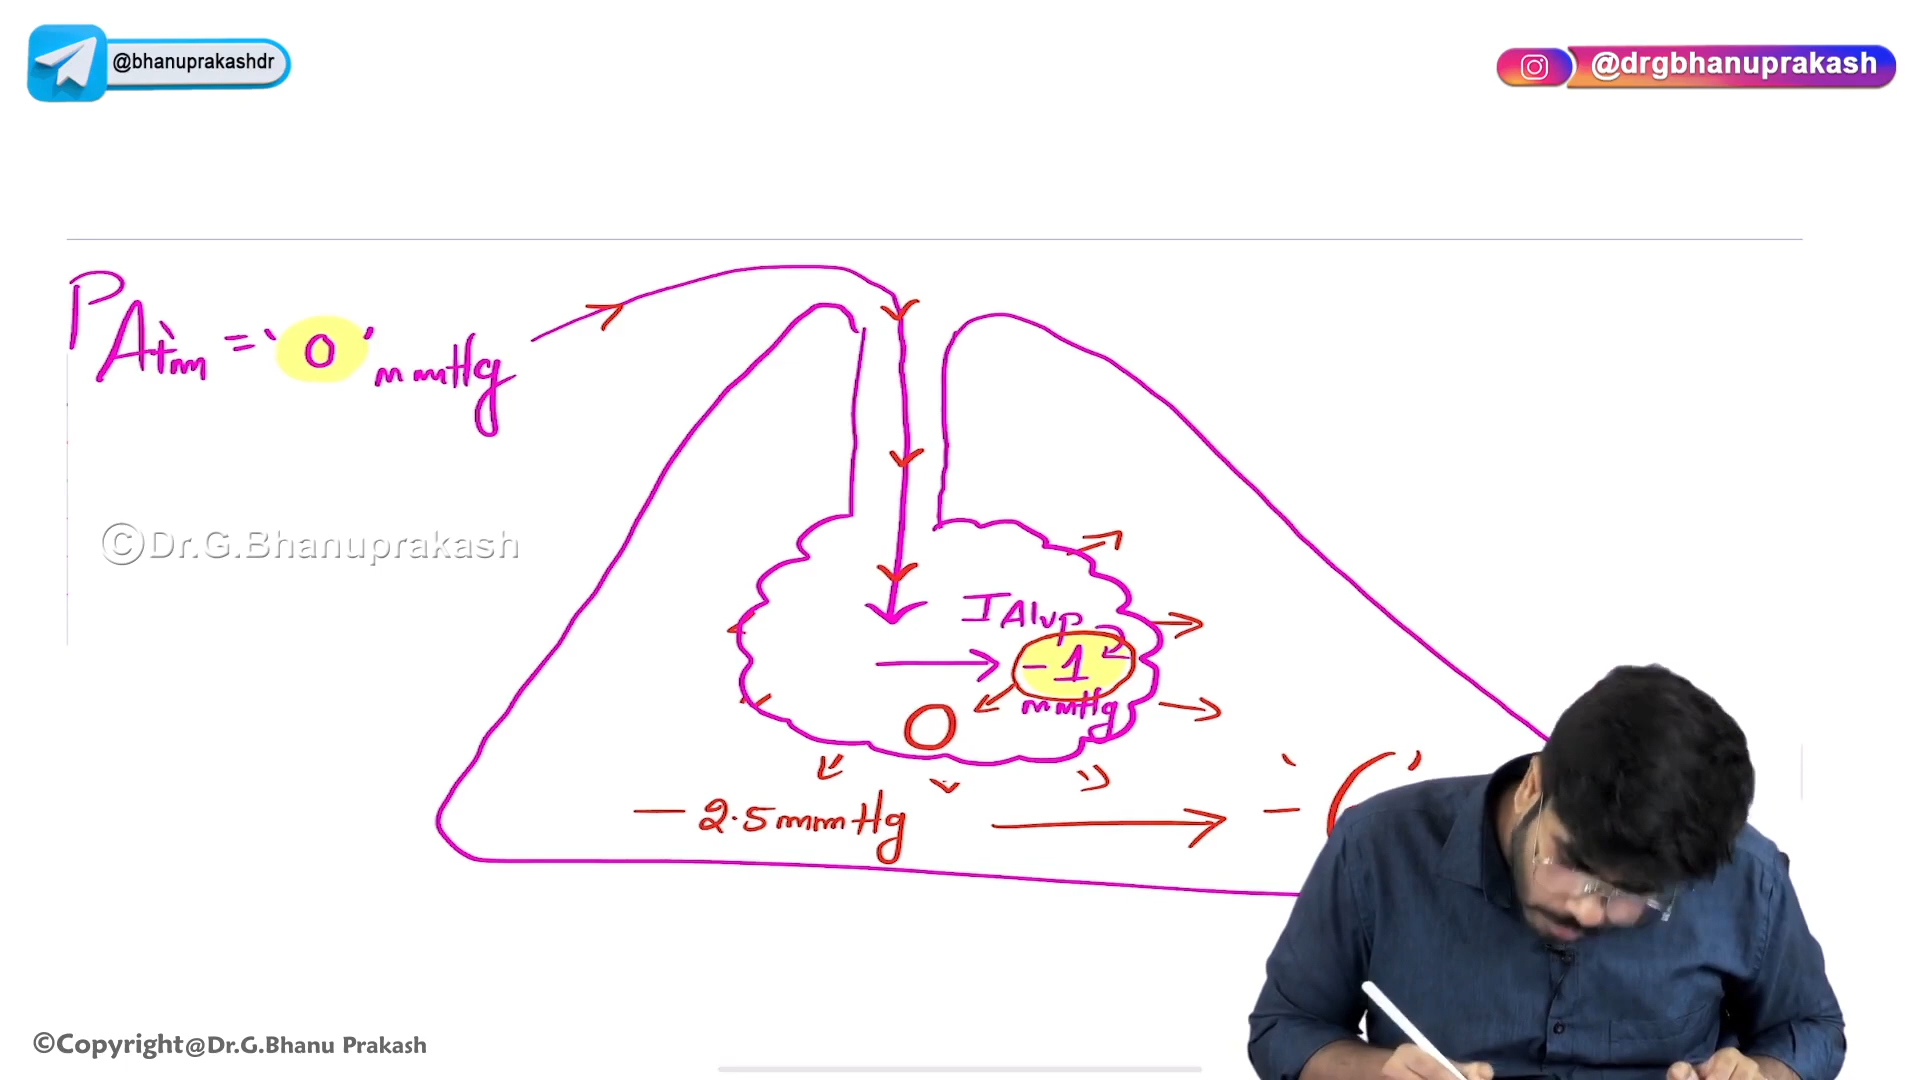 @bhanuprakashdr
@drgbhanuprakash
PAtm = '0' mmHg
©Dr.G.Bhanuprakash
IAlvp
-1
mmHg
0
- 2.5mmHg
©Copyright@Dr.G.Bhanu Prakash